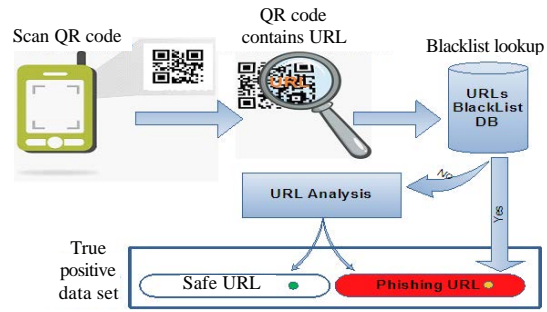 Scan QR code
QR code
contains URL
Blacklist lookup
URL
URLs
BlackList
DB
No
Yes
URL Analysis
True
positive
data set
Safe URL
Phishing URL